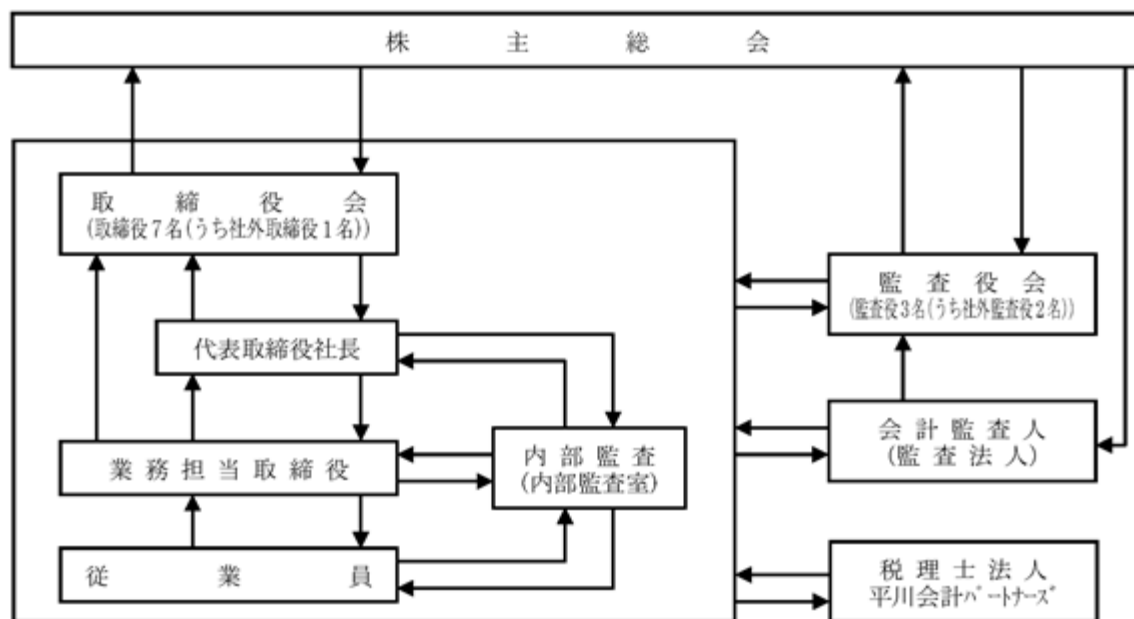 株主総会
取締役会
(取締役7名(うち社外取締役1名))
監査役会
(監査役3名(うち社外監査役2名))
代表取締役社長
業務担当取締役
内部監査
(内部監査室)
会計監査人
(監査法人)
従業員
税理士法人
平川会計ﾊﾟｰﾄﾅｰｽﾞ